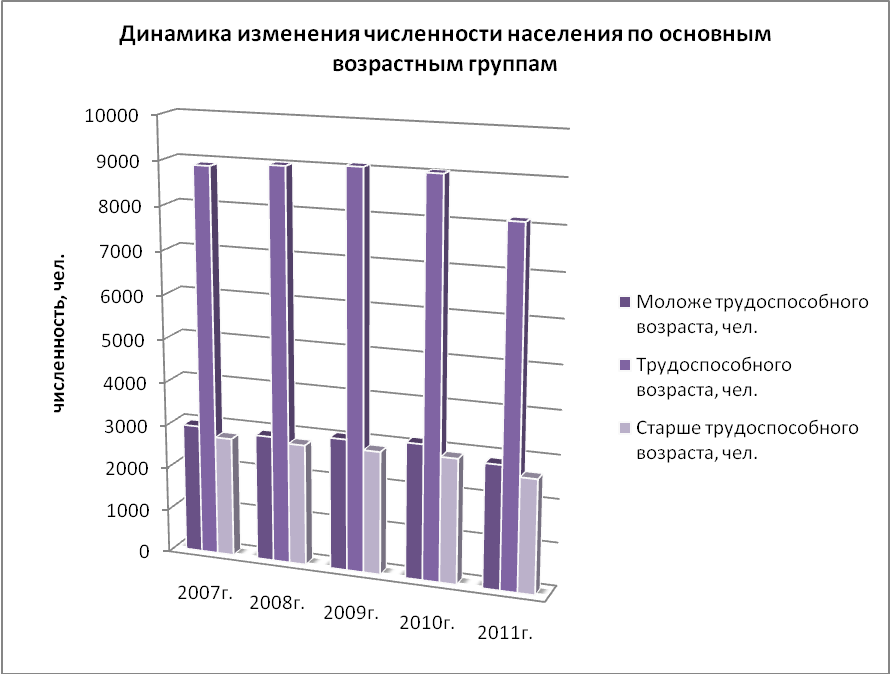 Динамика изменения численности населения по основным
возрастным группам
численность, чел.
10000
9000
8000
7000
6000
5000
4000
3000
2000
1000
0
2007г.
2008г.
2009г.
2010г.
2011г.
Моложе трудоспособного
возраста, чел.
Трудоспособного
возраста, чел.
Старше трудоспособного
возраста, чел.